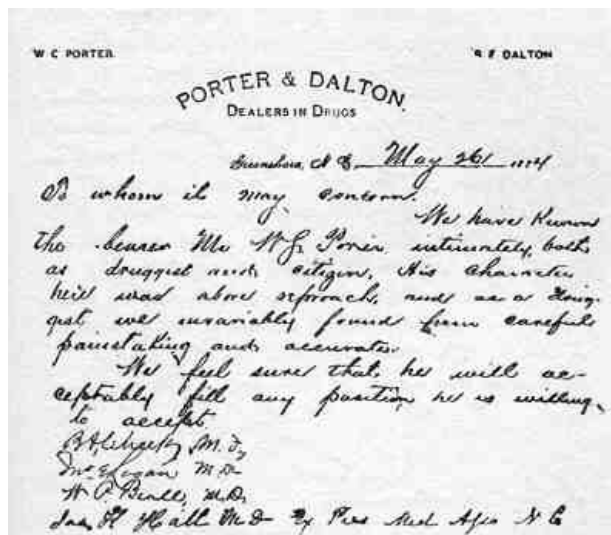 W C PORTER. R F DALTON
PORTER & DALTON.
DEALERS IN DRUGS
Greensboro, N C. May 26 1884
To whom it may concern.
We have known
the bearer Mr W S Porter intimately both
as druggist and citizen, His character
here was above reproach, and as a drug-
gist we invariably found him careful
painstaking and accurate.
We feel sure that he will ac-
ceptably fill any position he is willing
to accept
M.D,
Jno E Logan M.D.
W P Beall, M.D,
Jas K Hall M D Ex Pres Med N C